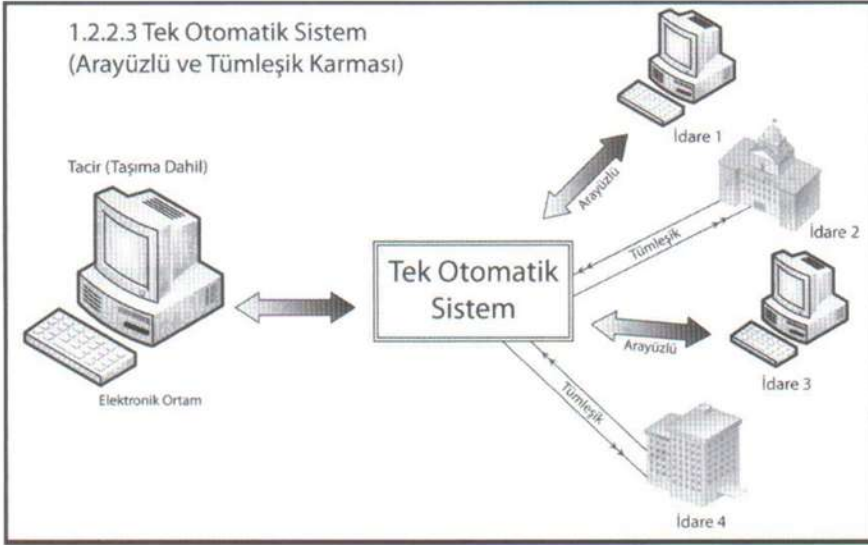 1.2.2.3 Tek Otomatik Sistem
(Arayüzlü ve Tümleşik Karması)
Tacir (Taşıma Dahil)
Elektronik Ortam
Tek Otomatik
Sistem
Arayüzlü
İdare 1
Tümleşik
İdare 2
Arayüzlü
İdare 3
Tümleşik
İdare 4